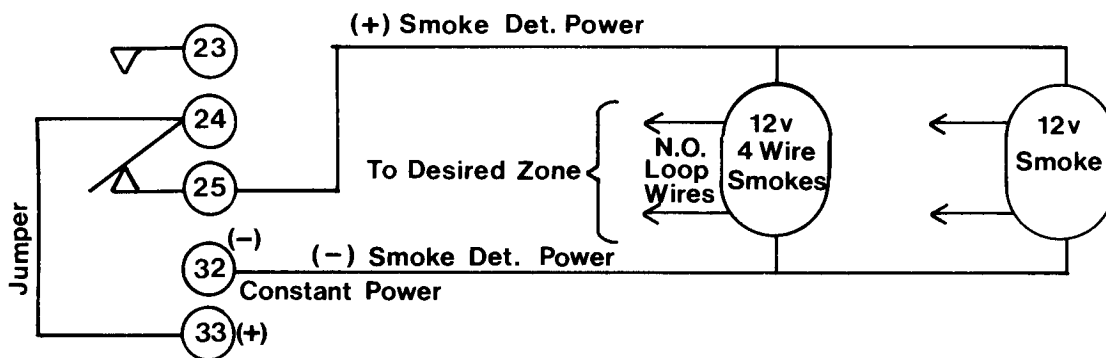 23
24
25
32
(-)
33
(+)
Jumper
(+) Smoke Det. Power
To Desired Zone
N.O.
Loop
Wires
12v
4 Wire
Smokes
12v
Smoke
(-) Smoke Det. Power
Constant Power